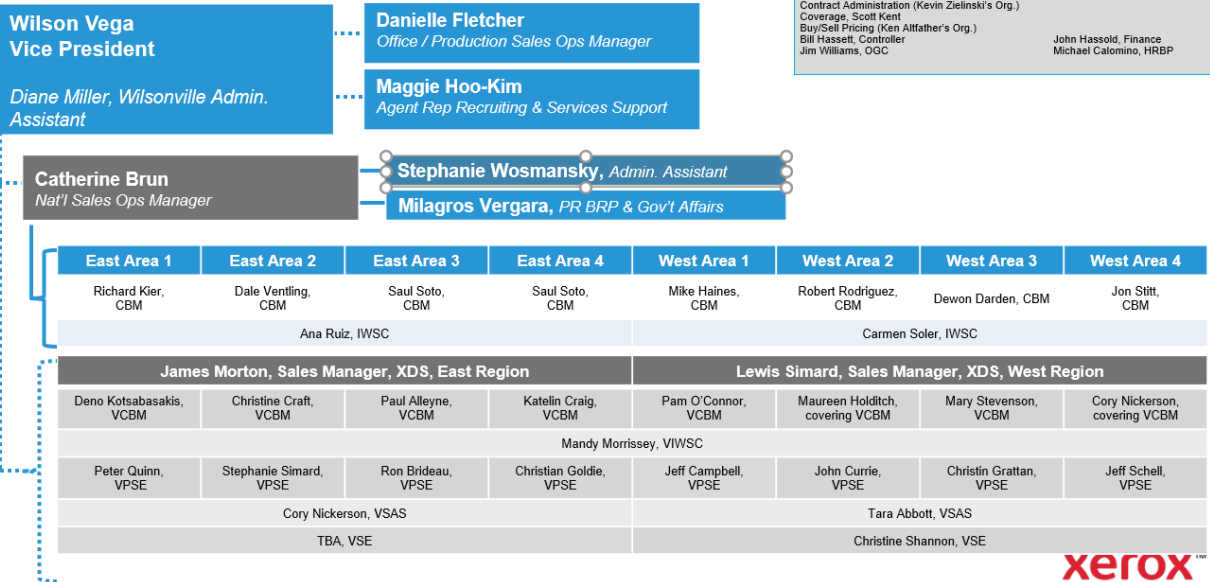 Wilson Vega
Vice President
Diane Miller, Wilsonville Admin.
Assistant
Danielle Fletcher
Office / Production Sales Ops Manager
Maggie Hoo-Kim
Agent Rep Recruiting & Services Support
Contract Administration (Kevin Zielinski's Org.)
Coverage, Scott Kent
Buy/Sell Pricing (Ken Altfather's Org.)
Bill Hassett, Controller John Hassold, Finance
Jim Williams, OGC Michael Calomino, HRBP
Catherine Brun
Nat'l Sales Ops Manager
Stephanie Wosmansky, Admin. Assistant
Milagros Vergara, PR BRP & Gov't Affairs
East Area 1 East Area 2 East Area 3 East Area 4 West Area 1 West Area 2 West Area 3 West Area 4
Richard Kier, Dale Ventling, Saul Soto, Saul Soto, Mike Haines, Robert Rodriguez, Dewon Darden, CBM Jon Stitt,
CBM CBM CBM CBM CBM CBM CBM
Ana Ruiz, IWSC Carmen Soler, IWSC
James Morton, Sales Manager, XDS, East Region Lewis Simard, Sales Manager, XDS, West Region
Deno Kotsabasakis, Christine Craft, Paul Alleyne, Katelin Craig, Pam O'Connor, Maureen Holditch, Mary Stevenson, Cory Nickerson,
VCBM VCBM VCBM VCBM VCBM covering VCBM VCBM covering VCBM
Mandy Morrissey, VIWSC
Peter Quinn, Stephanie Simard, Ron Brideau, Christian Goldie, Jeff Campbell, John Currie, Christin Grattan, Jeff Schell,
VPSE VPSE VPSE VPSE VPSE VPSE VPSE VPSE
Cory Nickerson, VSAS Tara Abbott, VSAS
TBA, VSE Christine Shannon, VSE
xerox™